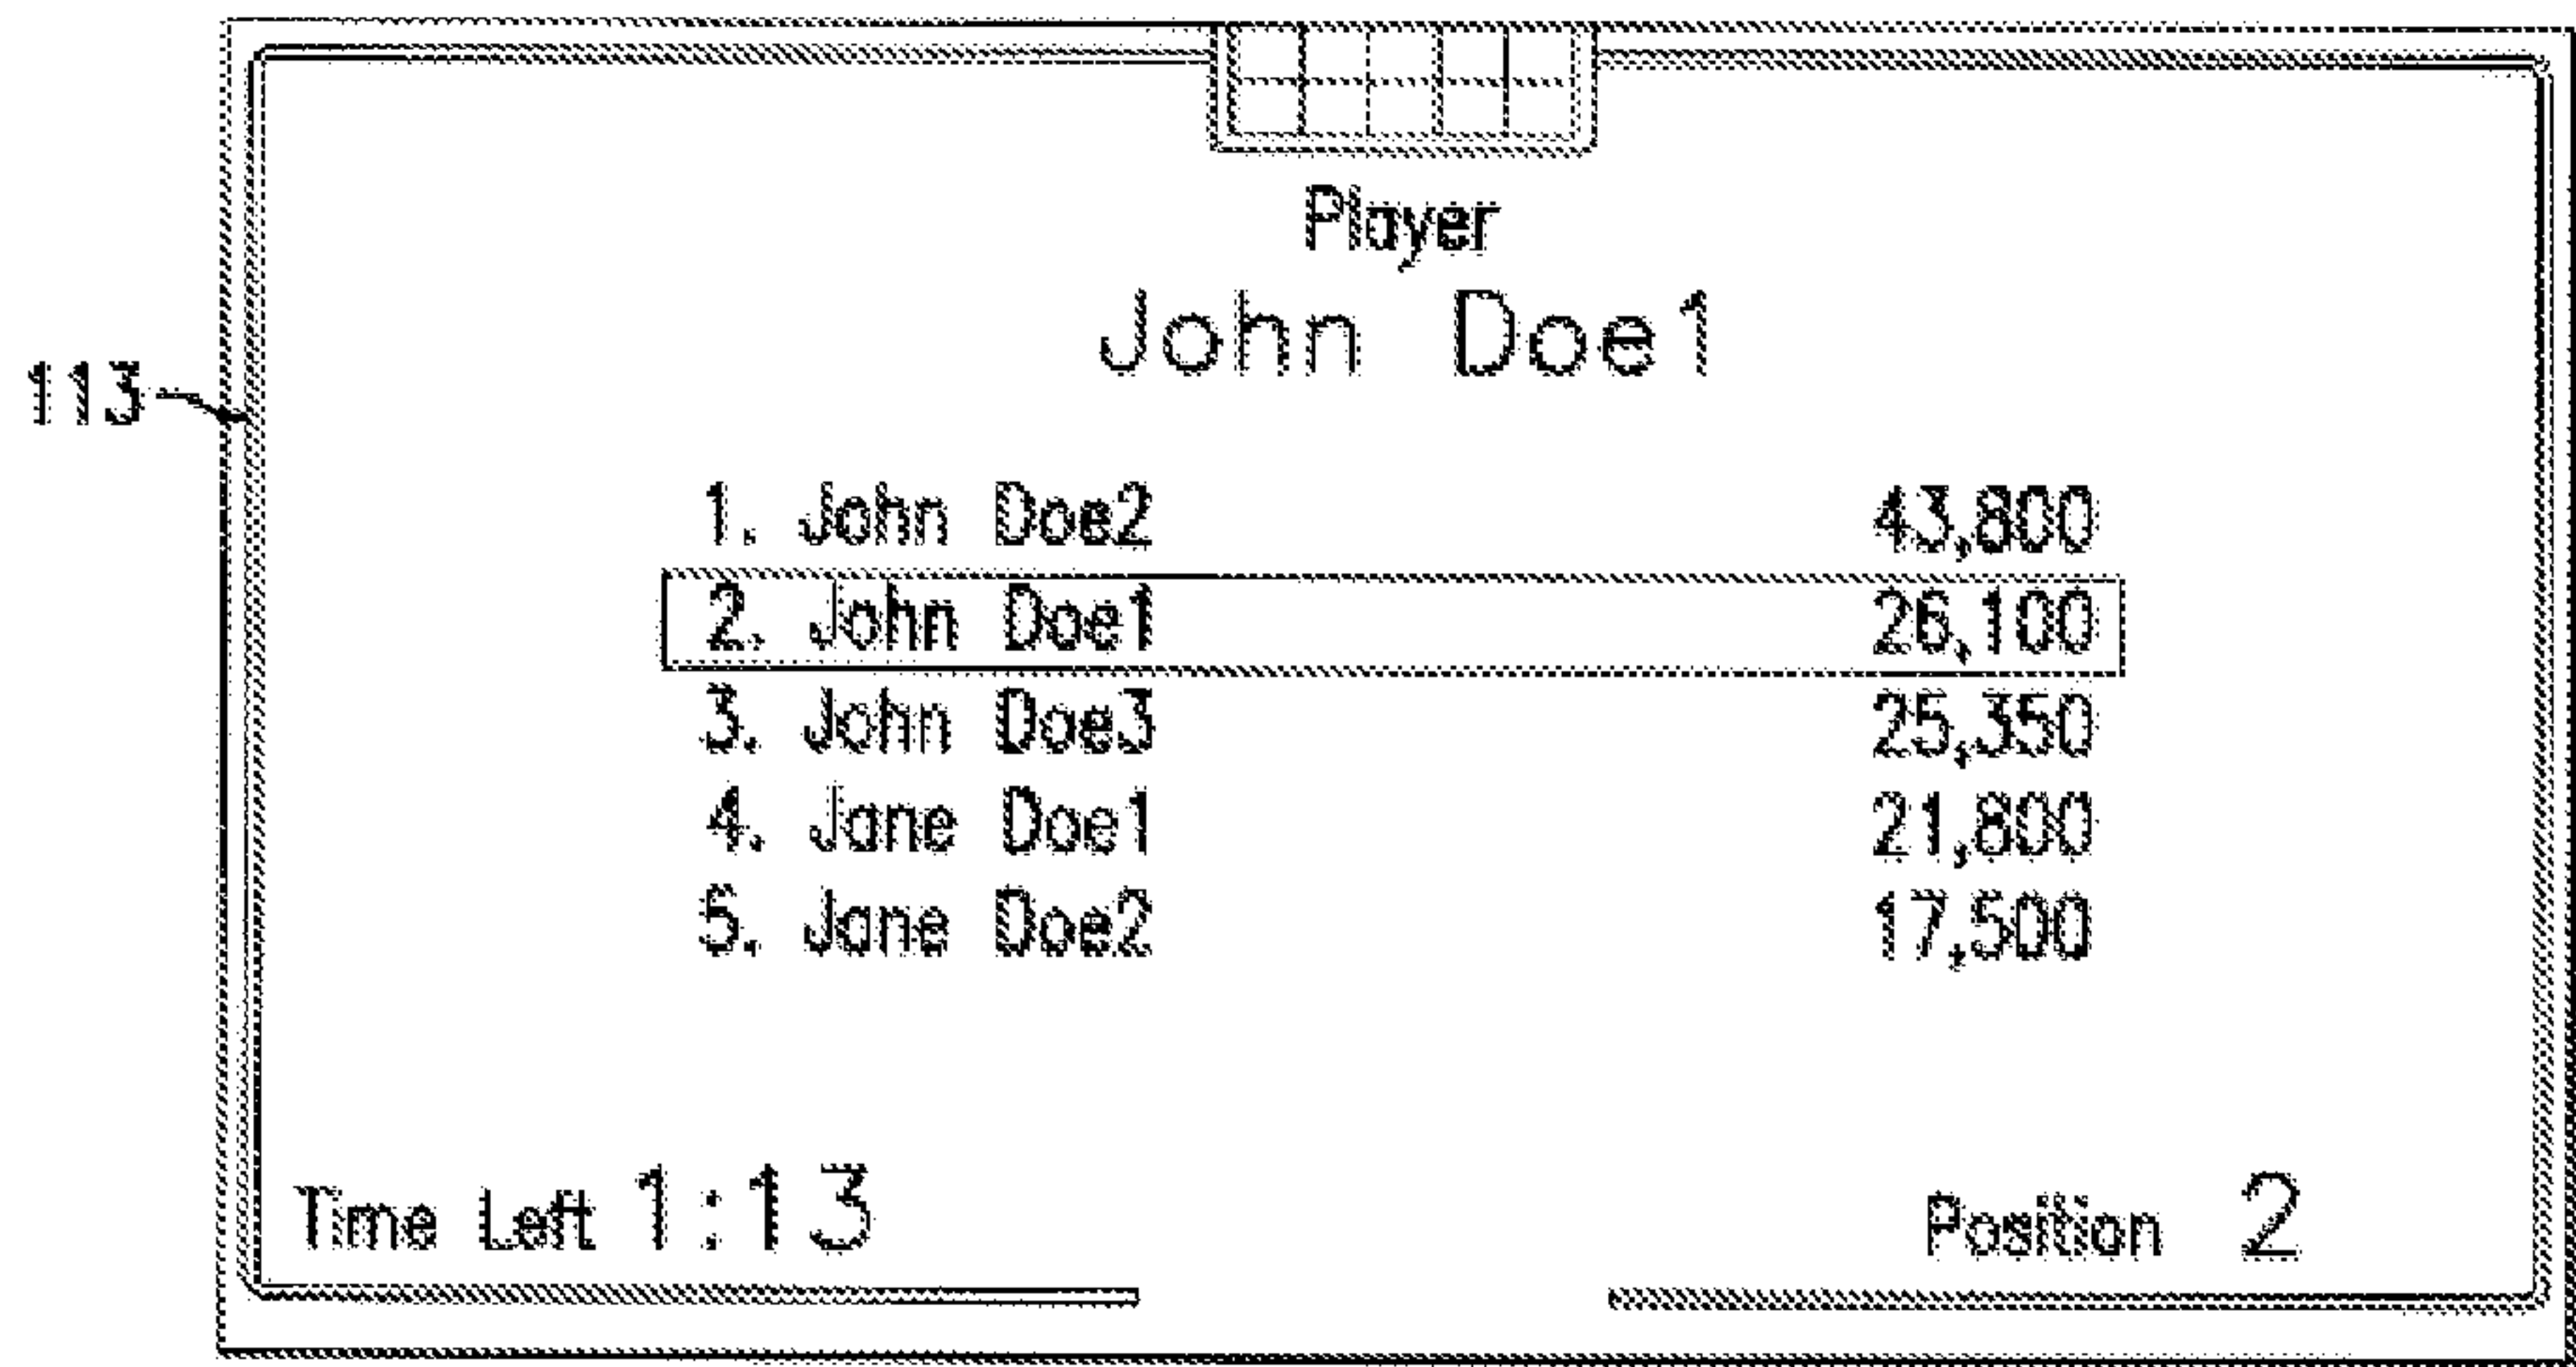 Player
John Doe1
113
1. John Doe2 43,800
2. John Doe1 26,100
3. John Doe3 25,350
4. Jane Doe1 21,800
5. Jane Doe2 17,500
Time Left 1:13 Position 2